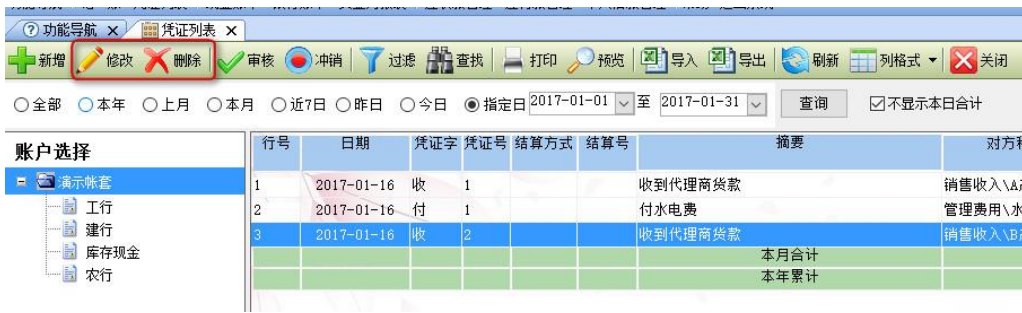 功能导航 × 凭证列表 ×
新增 修改 删除 审核 冲销 过滤 查找 打印 预览 导入 导出 刷新 列格式 关闭
全部 本年 上月 本月 近7日 昨日 今日 指定日 2017-01-01 至 2017-01-31 查询 不显示本日合计
账户选择
演示帐套
工行
建行
库存现金
农行
行号 日期 凭证字 凭证号 结算方式 结算号 摘要 对方科
1 2017-01-16 收 1 收到代理商货款 销售收入\A
2 2017-01-16 付 1 付水电费 管理费用\水
3 2017-01-16 收 2 收到代理商货款 销售收入\B
本月合计
本年累计